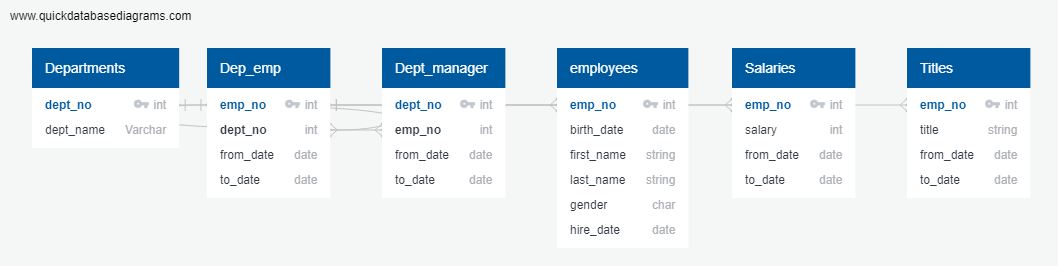 www.quickdatabasediagrams.com
Departments
dept_no int
dept_name Varchar
Dep_emp
emp_no int
dept_no int
from_date date
to_date date
Dept_manager
dept_no int
emp_no int
from_date date
to_date date
employees
emp_no int
birth_date date
first_name string
last_name string
gender char
hire_date date
Salaries
emp_no int
salary int
from_date date
to_date date
Titles
emp_no int
title string
from_date date
to_date date